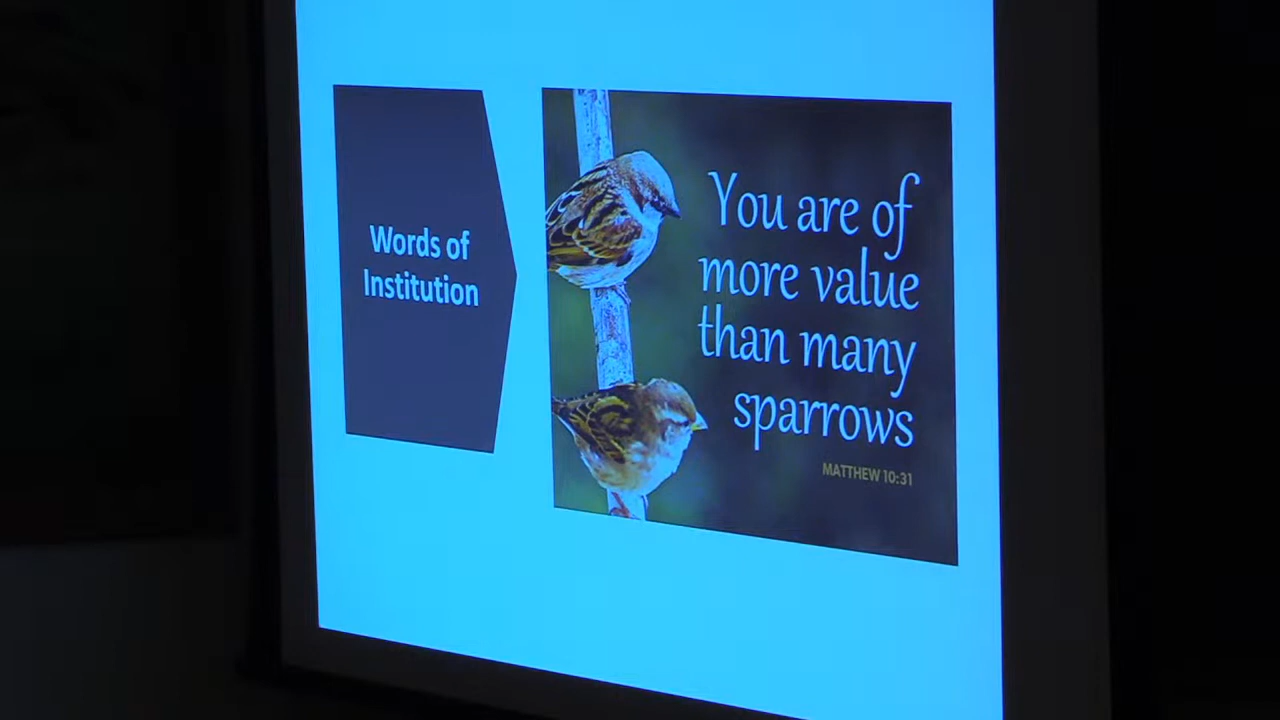 Words of
Institution
You are of
more value
than many
sparrows
MATTHEW 10:31